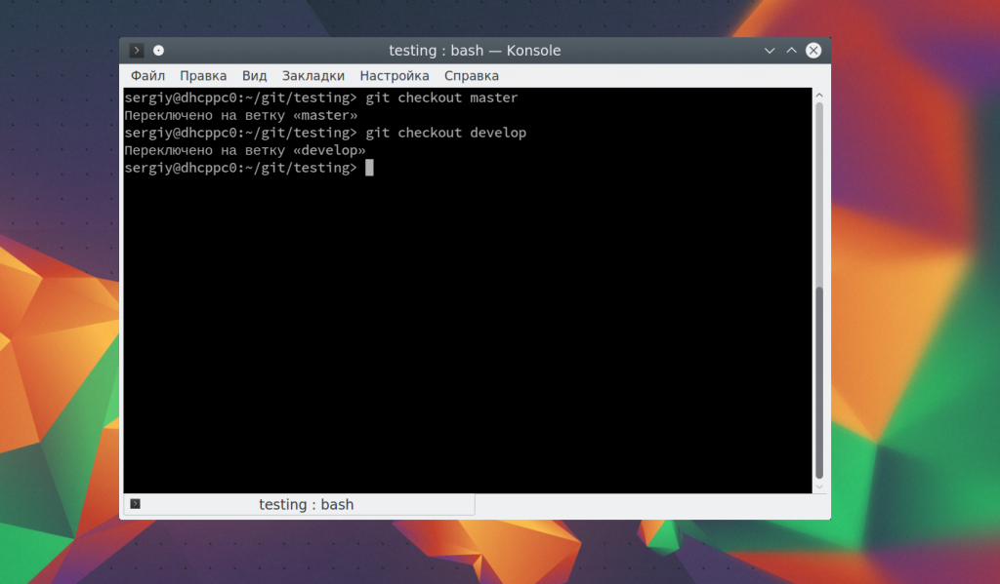 testing : bash — Konsole
Файл Правка Вид Закладки Настройка Справка
sergiy@dhcppc0:~/git/testing> git checkout master
Переключено на ветку «master»
sergiy@dhcppc0:~/git/testing> git checkout develop
Переключено на ветку «develop»
sergiy@dhcppc0:~/git/testing>
testing : bash